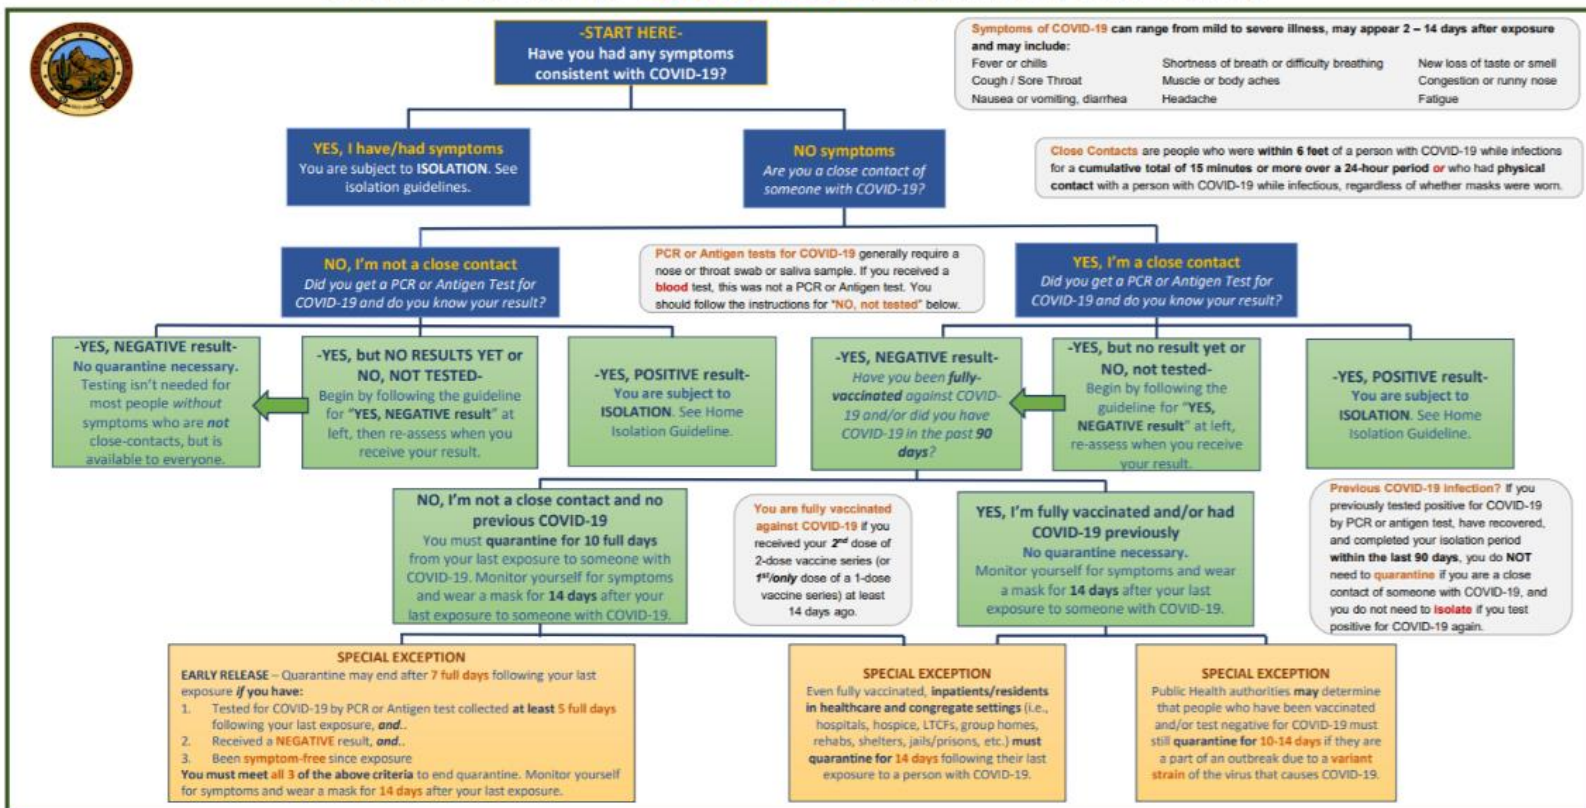 -START HERE-
Have you had any symptoms
consistent with COVID-19?
Symptoms of COVID-19 can range from mild to severe illness, may appear 2 – 14 days after exposure
and may include:
Fever or chills
Shortness of breath or difficulty breathing
New loss of taste or smell
Cough / Sore Throat
Muscle or body aches
Congestion or runny nose
Nausea or vomiting, diarrhea
Headache
Fatigue
YES, I have/had symptoms
You are subject to ISOLATION. See
isolation guidelines.
NO symptoms
Are you a close contact of
someone with COVID-19?
Close Contacts are people who were within 6 feet of a person with COVID-19 while infections
for a cumulative total of 15 minutes or more over a 24-hour period or who had physical
contact with a person with COVID-19 while infectious, regardless of whether masks were worn.
NO, I'm not a close contact
Did you get a PCR or Antigen Test for
COVID-19 and do you know your result?
PCR or Antigen tests for COVID-19 generally require a
nose or throat swab or saliva sample. If you received a
blood test, this was not a PCR or Antigen test. You
should follow the instructions for "NO, not tested" below.
YES, I'm a close contact
Did you get a PCR or Antigen Test for
COVID-19 and do you know your result?
-YES, NEGATIVE result-
No quarantine necessary.
Testing isn't needed for
most people without
symptoms who are not
close-contacts, but is
available to everyone.
-YES, but NO RESULTS YET or
NO, NOT TESTED-
Begin by following the guideline
for "YES, NEGATIVE result" at
left, then re-assess when you
receive your result.
-YES, POSITIVE result-
You are subject to
ISOLATION. See Home
Isolation Guideline.
-YES, NEGATIVE result-
Have you been fully-
vaccinated against COVID-
19 and/or did you have
COVID-19 in the past 90
days?
-YES, but no result yet or
NO, not tested-
Begin by following the
guideline for "YES,
NEGATIVE result" at left,
re-assess when you receive
your result.
-YES, POSITIVE result-
You are subject to
ISOLATION. See Home
Isolation Guideline.
NO, I'm not a close contact and no
previous COVID-19
You must quarantine for 10 full days
from your last exposure to someone with
COVID-19. Monitor yourself for symptoms
and wear a mask for 14 days after your
last exposure to someone with COVID-19.
You are fully vaccinated
against COVID-19 if you
received your 2nd dose of
2-dose vaccine series (or
1st/only dose of a 1-dose
vaccine series) at least
14 days ago.
YES, I'm fully vaccinated and/or had
COVID-19 previously
No quarantine necessary.
Monitor yourself for symptoms and wear
a mask for 14 days after your last
exposure to someone with COVID-19.
Previous COVID-19 Infection? If you
previously tested positive for COVID-19
by PCR or antigen test, have recovered,
and completed your isolation period
within the last 90 days, you do NOT
need to quarantine if you are a close
contact of someone with COVID-19, and
you do not need to isolate if you test
positive for COVID-19 again.
SPECIAL EXCEPTION
EARLY RELEASE – Quarantine may end after 7 full days following your last
exposure if you have:
1. Tested for COVID-19 by PCR or Antigen test collected at least 5 full days
following your last exposure, and..
2. Received a NEGATIVE result, and..
3. Been symptom-free since exposure
You must meet all 3 of the above criteria to end quarantine. Monitor yourself
for symptoms and wear a mask for 14 days after your last exposure.
SPECIAL EXCEPTION
Even fully vaccinated, inpatients/residents
in healthcare and congregate settings (i.e.,
hospitals, hospice, LTCFs, group homes,
rehabs, shelters, jails/prisons, etc.) must
quarantine for 14 days following their last
exposure to a person with COVID-19.
SPECIAL EXCEPTION
Public Health authorities may determine
that people who have been vaccinated
and/or test negative for COVID-19 must
still quarantine for 10-14 days if they are
a part of an outbreak due to a variant
strain of the virus that causes COVID-19.